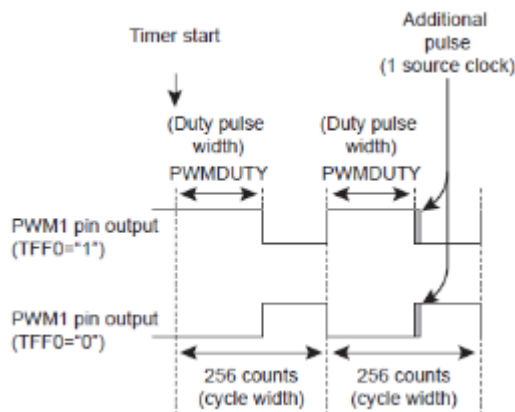 Additional
pulse
(1 source clock)
Timer start
(Duty pulse
width)
PWMDUTY
(Duty pulse
width)
PWMDUTY
PWM1 pin output
(TFF0=“1”)
PWM1 pin output
(TFF0=“0”)
256 counts
(cycle width)
256 counts
(cycle width)